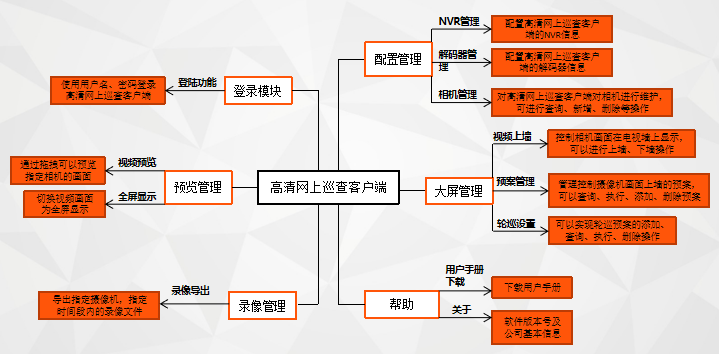 高清网上巡查客户端
登录模块
登陆功能
使用用户名、密码登录
高清网上巡查客户端
预览管理
视频预览
通过拖拽可以预览
指定相机的画面
全屏显示
切换视频画面
为全屏显示
录像管理
录像导出
导出指定摄像机，指定
时间段内的录像文件
配置管理
NVR管理
配置高清网上巡查客户
端的NVR信息
解码器管
理
配置高清网上巡查客户
端的解码器信息
相机管理
对高清网上巡查客户端对相机进行维护，
可进行查询、新增、删除等操作
大屏管理
视频上墙
控制相机画面在电视墙上显示，
可以进行上墙、下墙操作
预案管理
管理控制摄像机画面上墙的预案，
可以查询、执行、添加、删除预案
轮巡设置
可以实现轮巡预案的添加、
查询、执行、删除操作
帮助
用户手册
下载
下载用户手册
关于
软件版本号及
公司基本信息